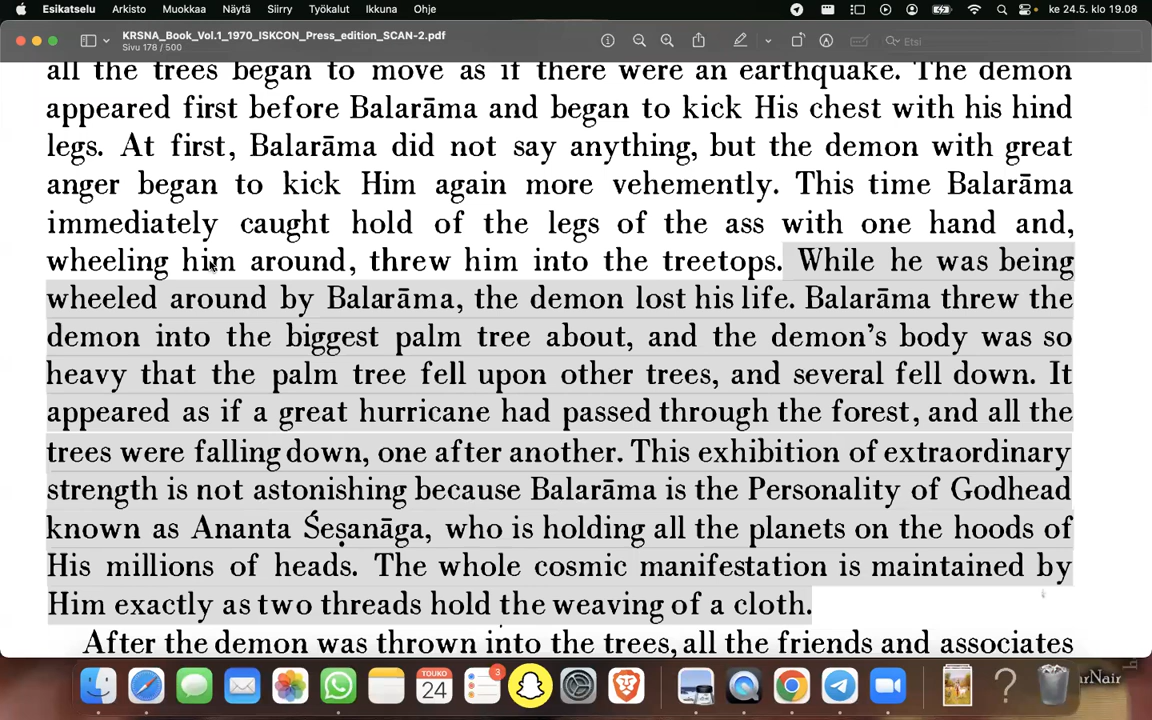 Esikatselu Arkisto Muokkaa Näytä Siirry Työkalut Ikkuna Ohje ke 24.5. klo 19.08
KRSNA_Book_Vol.1_1970_ISKCON_Press_edition_SCAN-2.pdf
Sivu 178 / 500
Etsi
all the trees began to move as if there were an earthquake. The demon
appeared first before Balarāma and began to kick His chest with his hind
legs. At first, Balarāma did not say anything, but the demon with great
anger began to kick Him again more vehemently. This time Balarāma
immediately caught hold of the legs of the ass with one hand and,
wheeling him around, threw him into the treetops. While he was being
wheeled around by Balarāma, the demon lost his life. Balarāma threw the
demon into the biggest palm tree about, and the demon's body was so
heavy that the palm tree fell upon other trees, and several fell down. It
appeared as if a great hurricane had passed through the forest, and all the
trees were falling down, one after another. This exhibition of extraordinary
strength is not astonishing because Balarāma is the Personality of Godhead
known as Ananta Śeṣanāga, who is holding all the planets on the hoods of
His millions of heads. The whole cosmic manifestation is maintained by
Him exactly as two threads hold the weaving of a cloth.
After the demon was thrown into the trees, all the friends and associates
TOUKO
24
3
arNair